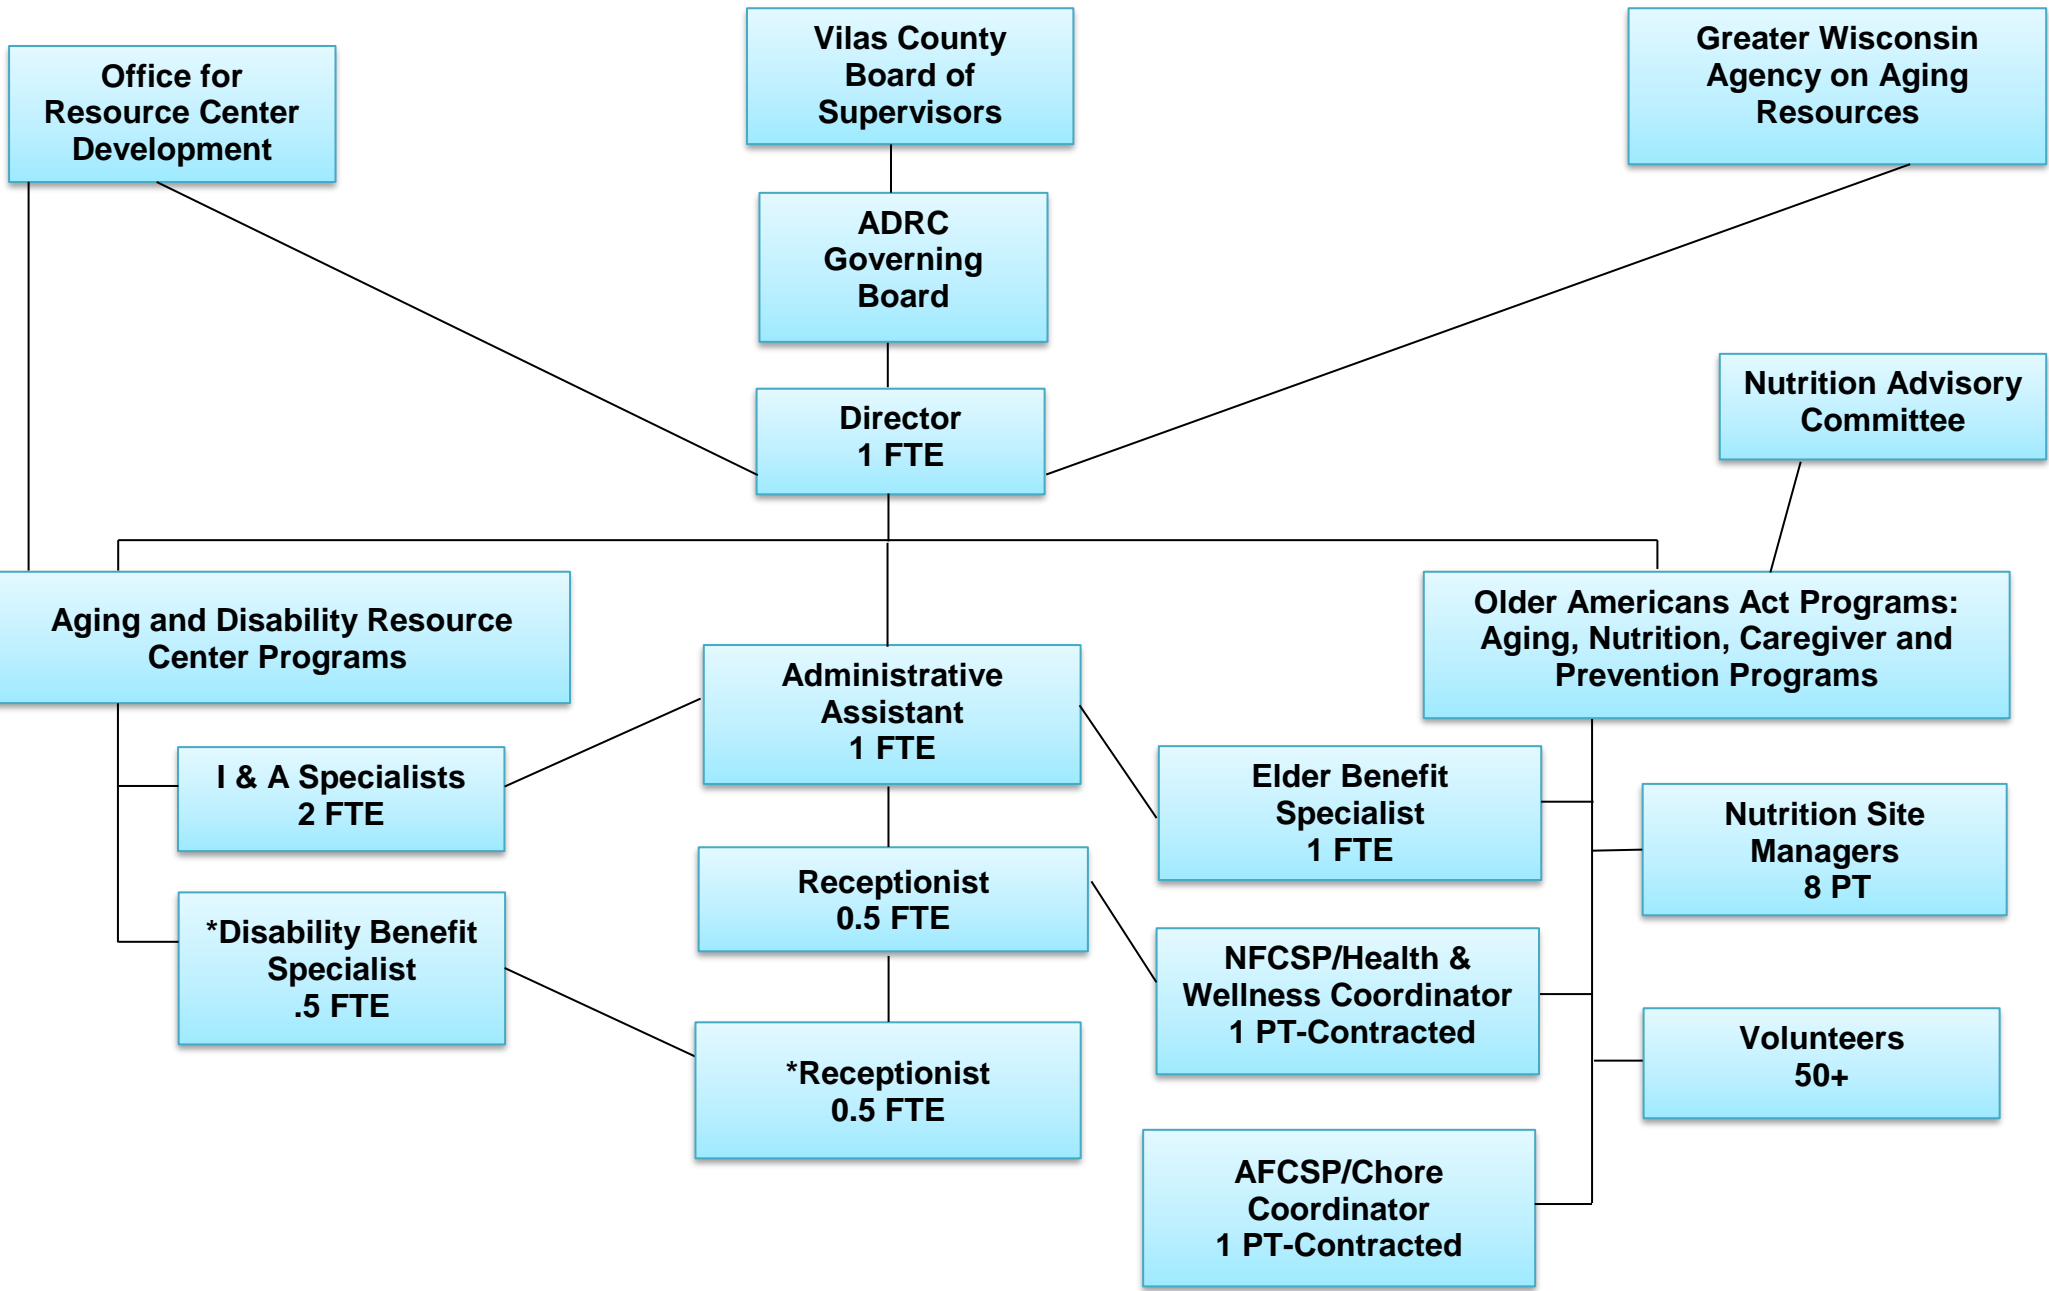 Office for
Resource Center
Development
Vilas County
Board of
Supervisors
Greater Wisconsin
Agency on Aging
Resources
ADRC
Governing
Board
Director
1 FTE
Nutrition Advisory
Committee
Aging and Disability Resource
Center Programs
Administrative
Assistant
1 FTE
Older Americans Act Programs:
Aging, Nutrition, Caregiver and
Prevention Programs
I & A Specialists
2 FTE
Elder Benefit
Specialist
1 FTE
Nutrition Site
Managers
8 PT
*Disability Benefit
Specialist
.5 FTE
Receptionist
0.5 FTE
NFCSP/Health &
Wellness Coordinator
1 PT-Contracted
*Receptionist
0.5 FTE
Volunteers
50+
AFCSP/Chore
Coordinator
1 PT-Contracted